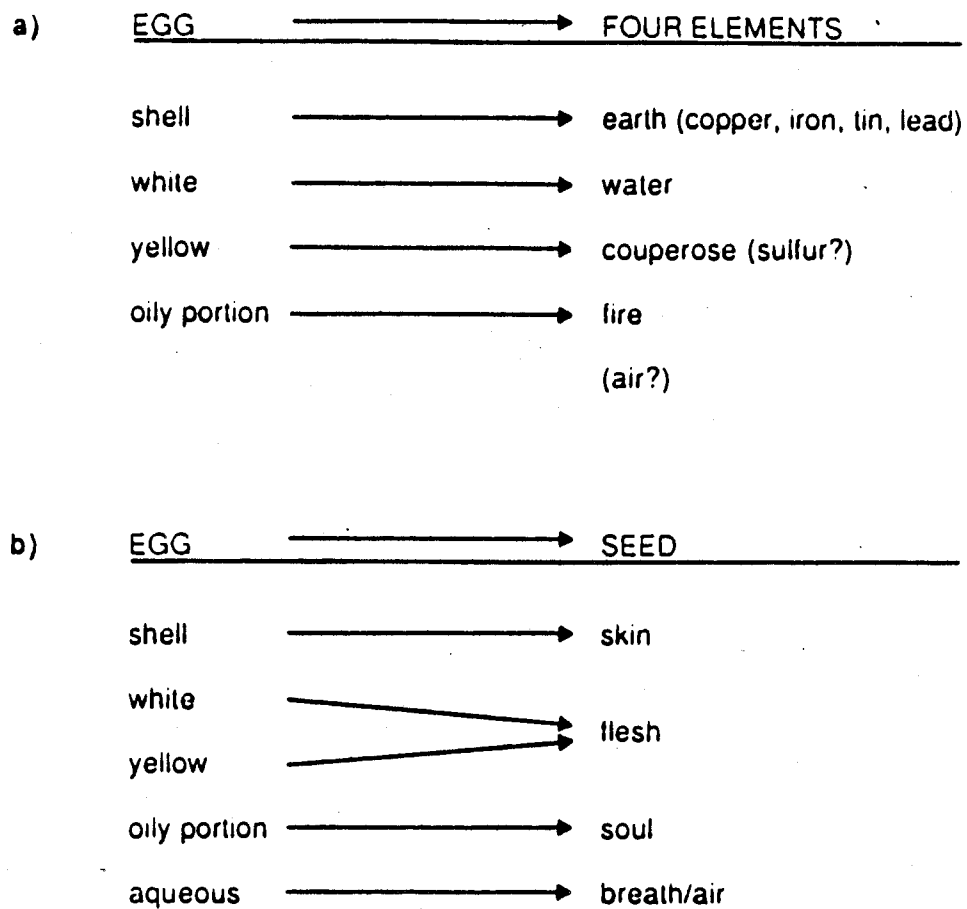 a) EGG FOUR ELEMENTS
shell earth (copper, iron, tin, lead)
white water
yellow couperose (sulfur?)
oily portion fire
(air?)
b) EGG SEED
shell skin
white
flesh
yellow
oily portion soul
aqueous breath/air